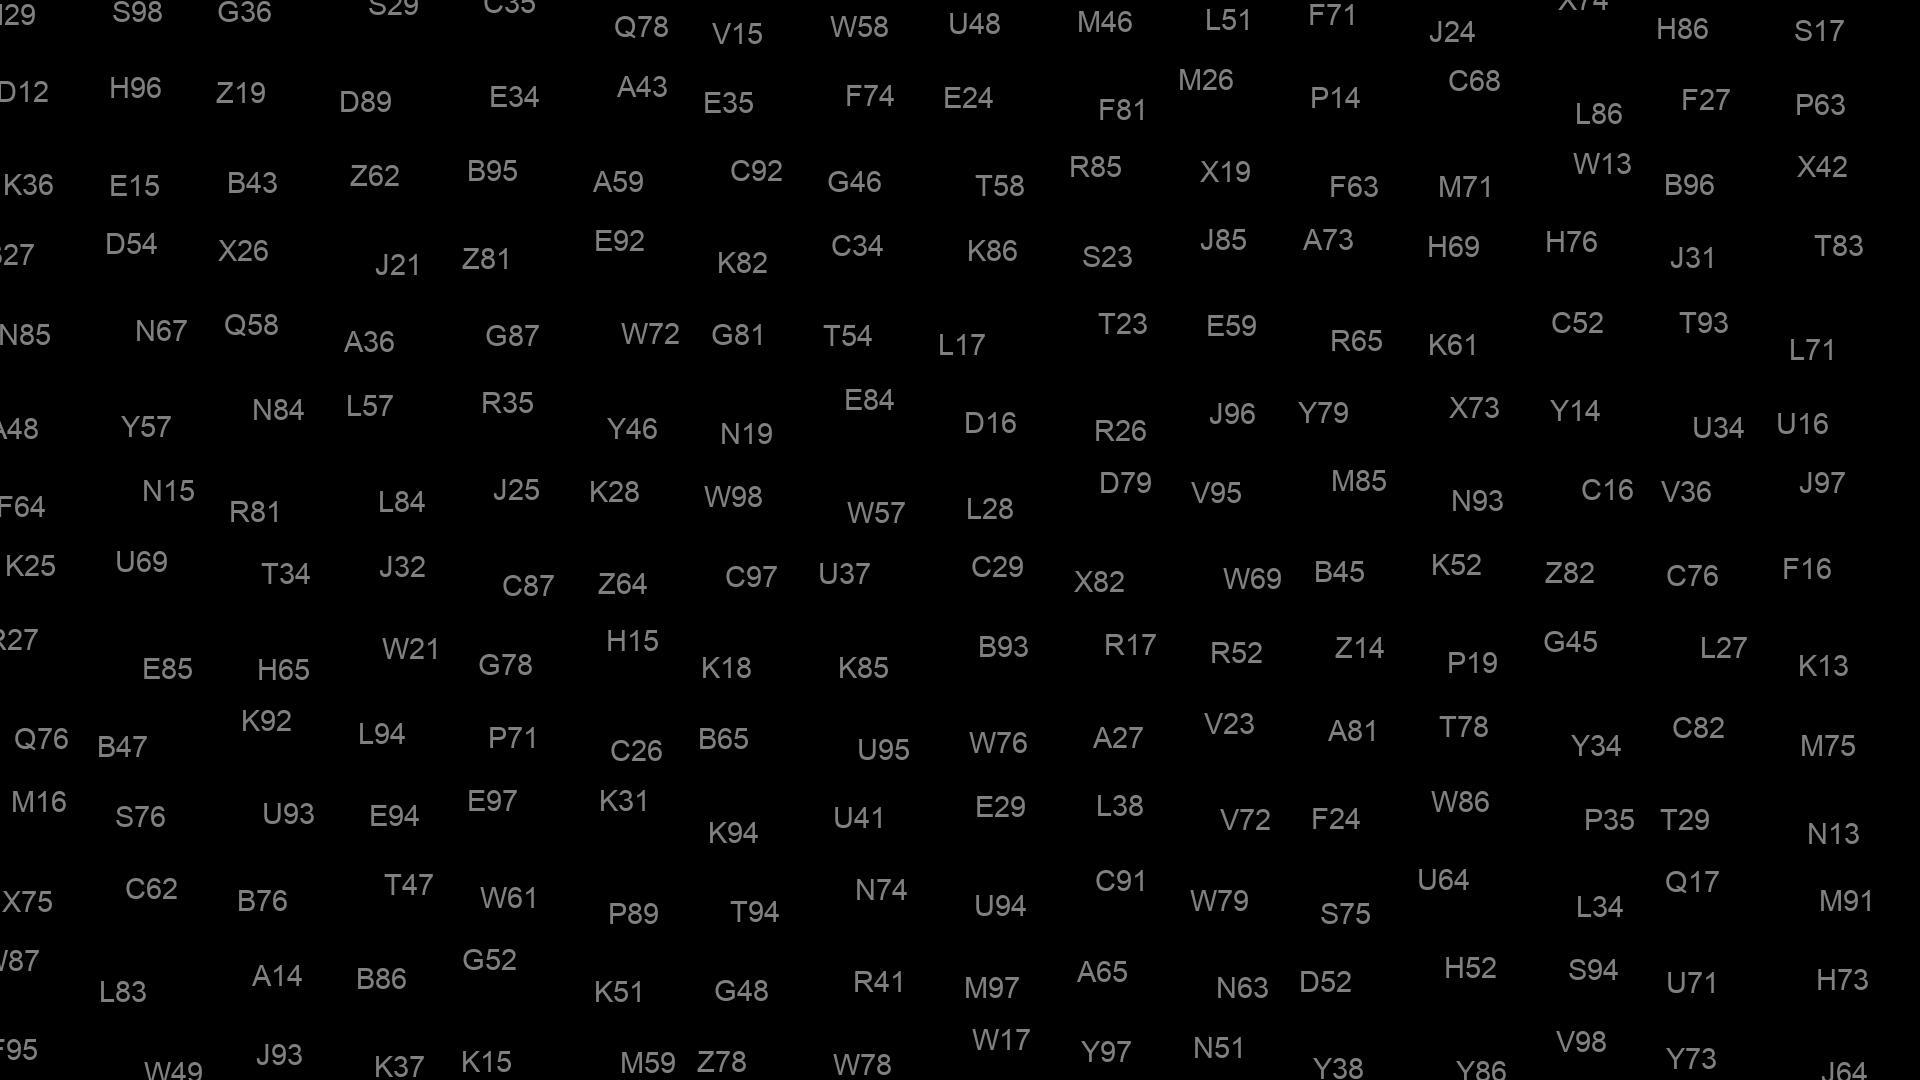 S98 G36 S29 C35 Q78 V15 W58 U48 M46 L51 F71 J24 X74 H86 S17
D12 H96 Z19 D89 E34 A43 E35 F74 E24 F81 M26 P14 C68 L86 F27 P63
K36 E15 B43 Z62 B95 A59 C92 G46 T58 R85 X19 F63 M71 W13 B96 X42
D54 X26 J21 Z81 E92 K82 C34 K86 S23 J85 A73 H69 H76 J31 T83
N85 N67 Q58 A36 G87 W72 G81 T54 L17 T23 E59 R65 K61 C52 T93 L71
A48 Y57 N84 L57 R35 Y46 N19 E84 D16 R26 J96 Y79 X73 Y14 U34 U16
F64 N15 R81 L84 J25 K28 W98 W57 L28 D79 V95 M85 N93 C16 V36 J97
K25 U69 T34 J32 C87 Z64 C97 U37 C29 X82 W69 B45 K52 Z82 C76 F16
R27 E85 H65 W21 G78 H15 K18 K85 B93 R17 R52 Z14 P19 G45 L27 K13
Q76 B47 K92 L94 P71 C26 B65 U95 W76 A27 V23 A81 T78 Y34 C82 M75
M16 S76 U93 E94 E97 K31 K94 U41 E29 L38 V72 F24 W86 P35 T29 N13
X75 C62 B76 T47 W61 P89 T94 N74 U94 C91 W79 S75 U64 L34 Q17 M91
W87 L83 A14 B86 G52 K51 G48 R41 M97 A65 N63 D52 H52 S94 U71 H73
W49 J93 K37 K15 M59 Z78 W78 W17 Y97 N51 Y38 Y86 V98 Y73 J64